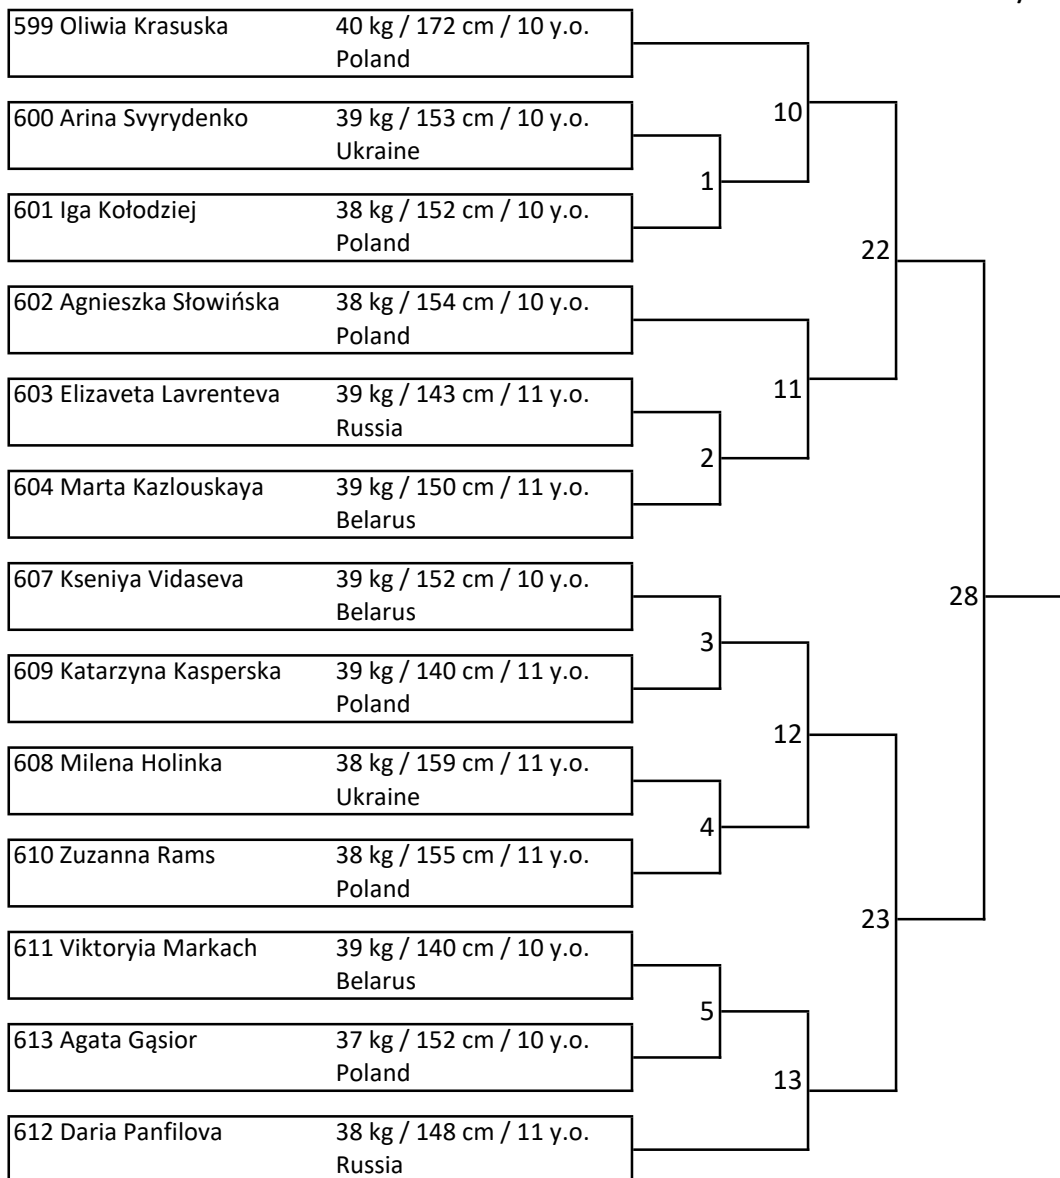 599 Oliwia Krasuska 40 kg / 172 cm / 10 y.o.
Poland
10
600 Arina Svyrydenko 39 kg / 153 cm / 10 y.o.
Ukraine
1
601 Iga Kołodziej 38 kg / 152 cm / 10 y.o.
Poland
22
602 Agnieszka Słowińska 38 kg / 154 cm / 10 y.o.
Poland
11
603 Elizaveta Lavrenteva 39 kg / 143 cm / 11 y.o.
Russia
2
604 Marta Kazlouskaya 39 kg / 150 cm / 11 y.o.
Belarus
607 Kseniya Vidaseva 39 kg / 152 cm / 10 y.o.
Belarus
28
3
609 Katarzyna Kasperska 39 kg / 140 cm / 11 y.o.
Poland
12
608 Milena Holinka 38 kg / 159 cm / 11 y.o.
Ukraine
4
610 Zuzanna Rams 38 kg / 155 cm / 11 y.o.
Poland
23
611 Viktoryia Markach 39 kg / 140 cm / 10 y.o.
Belarus
5
613 Agata Gąsior 37 kg / 152 cm / 10 y.o.
Poland
13
612 Daria Panfilova 38 kg / 148 cm / 11 y.o.
Russia